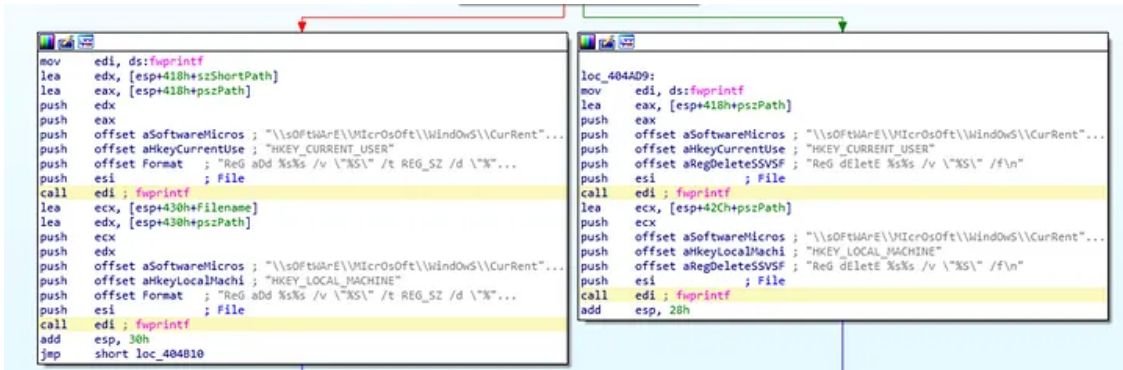 mov edi, ds:fwprintf
lea edx, [esp+418h+szShortPath]
lea eax, [esp+418h+pszPath]
push edx
push eax
push offset aSoftwareMicros ; "\\sOFtWArE\\MIcrOsOft\\WindOwS\\CurRent"...
push offset aHkeyCurrentUse ; "HKEY_CURRENT_USER"
push offset Format ; "ReG aDd %s%s /v \"%S\" /t REG_SZ /d \"%"...
push esi ; File
call edi ; fwprintf
lea ecx, [esp+430h+Filename]
lea edx, [esp+430h+pszPath]
push ecx
push edx
push offset aSoftwareMicros ; "\\sOFtWArE\\MIcrOsOft\\WindOwS\\CurRent"...
push offset aHkeyLocalMachi ; "HKEY_LOCAL_MACHINE"
push offset Format ; "ReG aDd %s%s /v \"%S\" /t REG_SZ /d \"%"...
push esi ; File
call edi ; fwprintf
add esp, 30h
jmp short loc_404B10
loc_404AD9:
mov edi, ds:fwprintf
lea eax, [esp+418h+pszPath]
push eax
push offset aSoftwareMicros ; "\\sOFtWArE\\MIcrOsOft\\WindOwS\\CurRent"...
push offset aHkeyCurrentUse ; "HKEY_CURRENT_USER"
push offset aRegDeleteSSVSF ; "ReG dEletE %s%s /v \"%S\" /f\n"
push esi ; File
call edi ; fwprintf
lea ecx, [esp+42Ch+pszPath]
push ecx
push offset aSoftwareMicros ; "\\sOFtWArE\\MIcrOsOft\\WindOwS\\CurRent"...
push offset aHkeyLocalMachi ; "HKEY_LOCAL_MACHINE"
push offset aRegDeleteSSVSF ; "ReG dEletE %s%s /v \"%S\" /f\n"
push esi ; File
call edi ; fwprintf
add esp, 28h